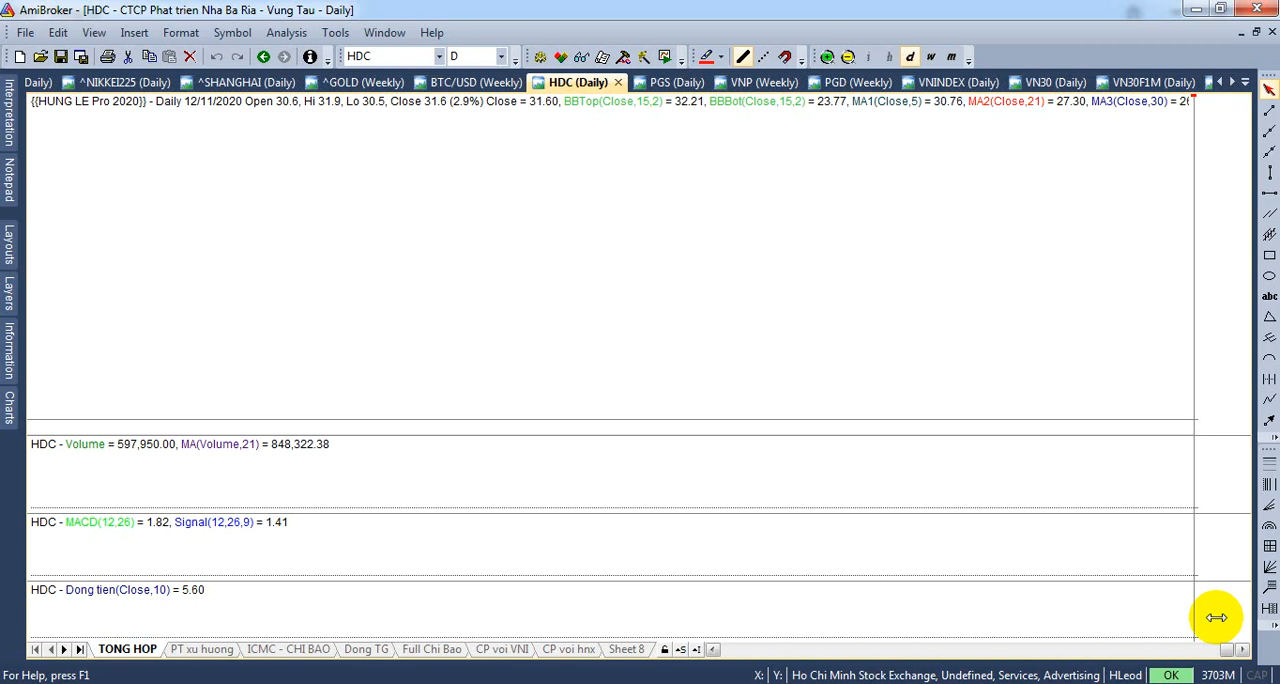 AmiBroker - [HDC - CTCP Phat trien Nha Ba Ria - Vung Tau - Daily]
File Edit View Insert Format Symbol Analysis Tools Window Help
HDC D i h d w m
Daily) ^NIKKEI225 (Daily) ^SHANGHAI (Daily) ^GOLD (Weekly) BTC/USD (Weekly) HDC (Daily) PGS (Daily) VNP (Weekly) PGD (Weekly) VNINDEX (Daily) VN30 (Daily) VN30F1M (Daily)
{{HUNG LE Pro 2020}} - Daily 12/11/2020 Open 30.6, Hi 31.9, Lo 30.5, Close 31.6 (2.9%) Close = 31.60, BBTop(Close,15,2) = 32.21, BBBot(Close,15,2) = 23.77, MA1(Close,5) = 30.76, MA2(Close,21) = 27.30, MA3(Close,30) =
Interpretation
Notepad
Layouts
Layers
Information
Charts
abc
HDC - Volume = 597,950.00, MA(Volume,21) = 848,322.38
HDC - MACD(12,26) = 1.82, Signal(12,26,9) = 1.41
HDC - Dong tien(Close,10) = 5.60
TONG HOP PT xu huong ICMC - CHI BAO Dong TG Full Chi Bao CP voi VNI CP voi hnx Sheet 8
For Help, press F1 X: Y: Ho Chi Minh Stock Exchange, Undefined, Services, Advertising HLeod OK 3703M CAP